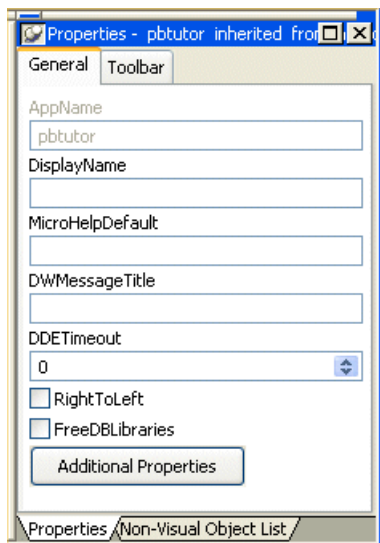 Properties - pbtutor inherited from
General Toolbar
AppName
pbtutor
DisplayName
MicroHelpDefault
DWMessageTitle
DDETimeout
0
RightToLeft
FreeDBLibraries
Additional Properties
Properties Non-Visual Object List